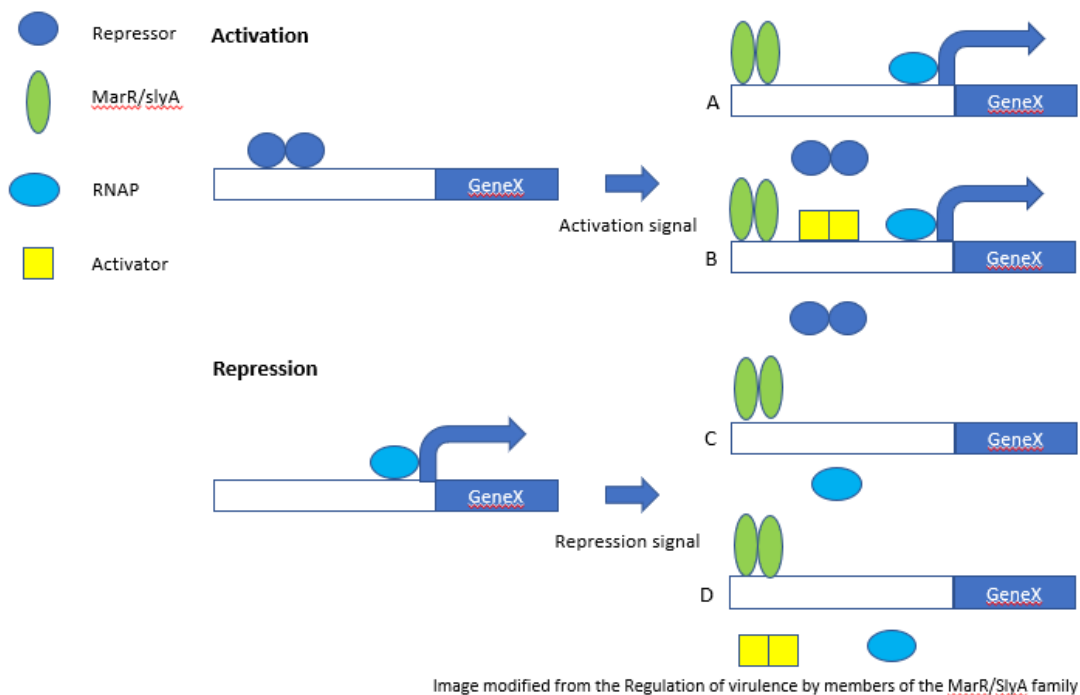 Repressor
MarR/slyA
RNAP
Activator
Activation
GeneX
Activation signal
A
GeneX
B
GeneX
Repression
GeneX
Repression signal
C
GeneX
D
GeneX
Image modified from the Regulation of virulence by members of the MarR/SlyA family